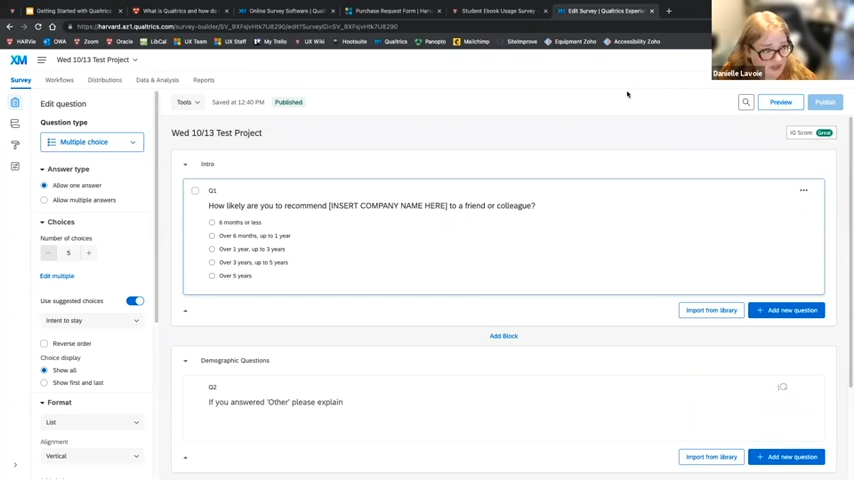 Getting Started with Qualtrics
What is Qualtrics and how do
Online Survey Software | Qualt
Purchase Request Form | Harv
Student Ebook Usage Survey
Edit Survey | Qualtrics Experien
harvard.az1.qualtrics.com/survey-builder/SV_9XFsjvHtk7U8290/edit?SurveyID=SV_9XFsjvHtk7U8290
HARVie
OWA
Zoom
Oracle
LibCal
UX Team
UX Staff
My Trello
UX Wiki
Hootsuite
Qualtrics
Panopto
Mailchimp
SiteImprove
Equipment Zoho
Accessibility Zoho
Danielle Lavoie
XM
Wed 10/13 Test Project
Survey
Workflows
Distributions
Data & Analysis
Reports
Edit question
Question type
Multiple choice
Answer type
Allow one answer
Allow multiple answers
Choices
Number of choices
5
Edit multiple
Use suggested choices
Intent to stay
Reverse order
Choice display
Show all
Show first and last
Format
List
Alignment
Vertical
Tools
Saved at 12:40 PM
Published
Preview
Publish
Wed 10/13 Test Project
IQ Score: Great
Intro
Q1
How likely are you to recommend [INSERT COMPANY NAME HERE] to a friend or colleague?
6 months or less
Over 6 months, up to 1 year
Over 1 year, up to 3 years
Over 3 years, up to 5 years
Over 5 years
Import from library
+ Add new question
Add Block
Demographic Questions
Q2
iQ
If you answered 'Other' please explain
Import from library
+ Add new question